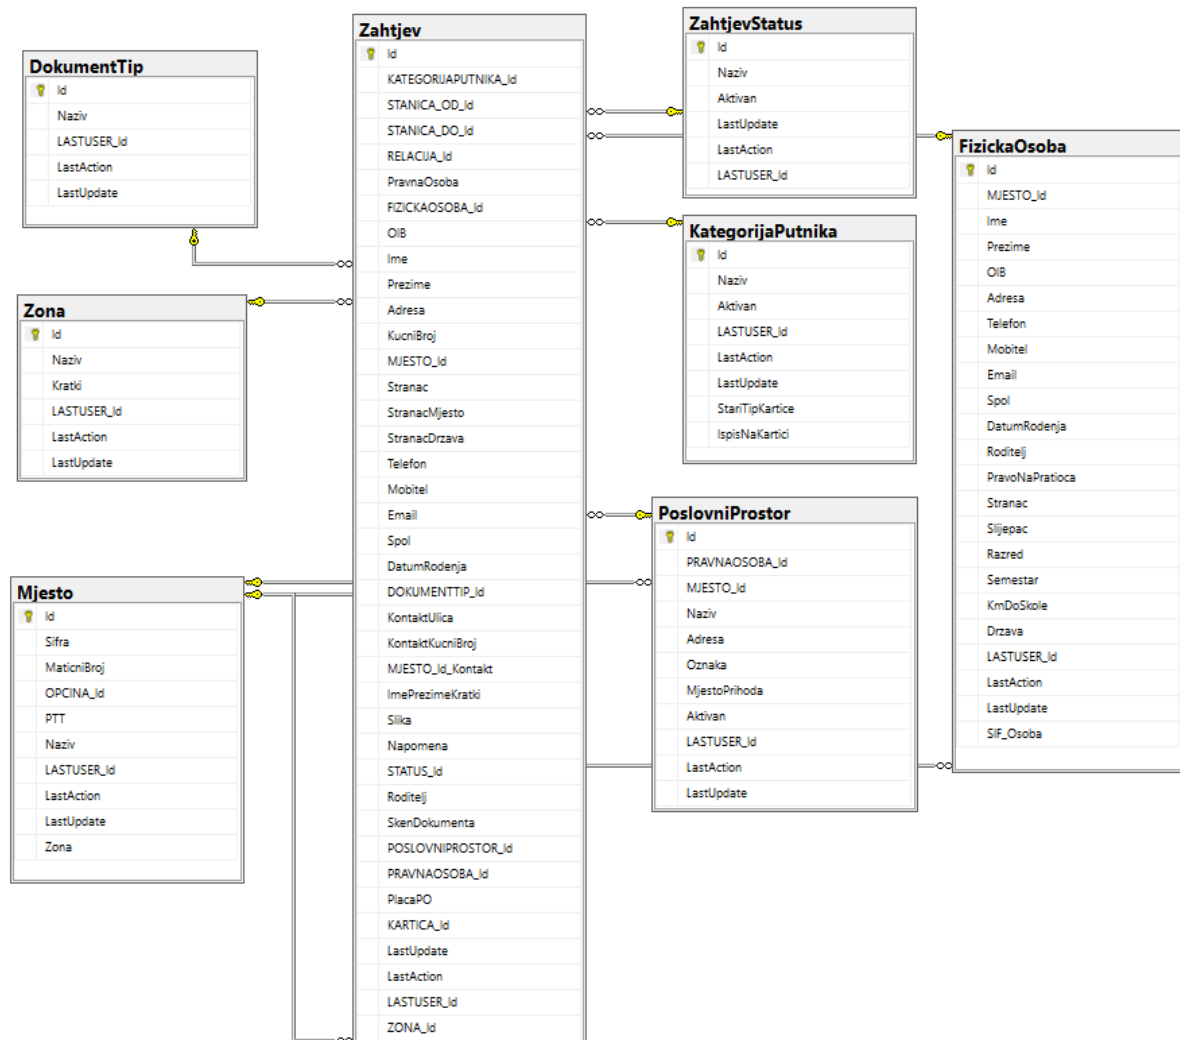 DokumentTip
Id
Naziv
LASTUSER_Id
LastAction
LastUpdate
Zona
Id
Naziv
Kratki
LASTUSER_Id
LastAction
LastUpdate
Mjesto
Id
Sifra
MaticniBroj
OPCINA_Id
PTT
Naziv
LASTUSER_Id
LastAction
LastUpdate
Zona
Zahtjev
Id
KATEGORIJAPUTNIKA_Id
STANICA_OD_Id
STANICA_DO_Id
RELACIJA_Id
PravnaOsoba
FIZICKAOSOBA_Id
OIB
Ime
Prezime
Adresa
KucniBroj
MJESTO_Id
Stranac
StranacMjesto
StranacDrzava
Telefon
Mobitel
Email
Spol
DatumRodenja
DOKUMENTTIP_Id
KontaktUlica
KontaktKucniBroj
MJESTO_Id_Kontakt
ImePrezimeKratki
Slika
Napomena
STATUS_Id
Roditelj
SkenDokumenta
POSLOVNIPROSTOR_Id
PRAVNAOSOBA_Id
PlacaPO
KARTICA_Id
LastUpdate
LastAction
LASTUSER_Id
ZONA_Id
ZahtjevStatus
Id
Naziv
Aktivan
LastUpdate
LastAction
LASTUSER_Id
KategorijaPutnika
Id
Naziv
Aktivan
LASTUSER_Id
LastAction
LastUpdate
StariTipKartice
IspisNaKartici
PoslovniProstor
Id
PRAVNAOSOBA_Id
MJESTO_Id
Naziv
Adresa
Oznaka
MjestoPrihoda
Aktivan
LASTUSER_Id
LastAction
LastUpdate
FizickaOsoba
Id
MJESTO_Id
Ime
Prezime
OIB
Adresa
Telefon
Mobitel
Email
Spol
DatumRodenja
Roditelj
PravoNaPratioca
Stranac
Slijepac
Razred
Semestar
KmDoSkole
Drzava
LASTUSER_Id
LastAction
LastUpdate
SIF_Osoba